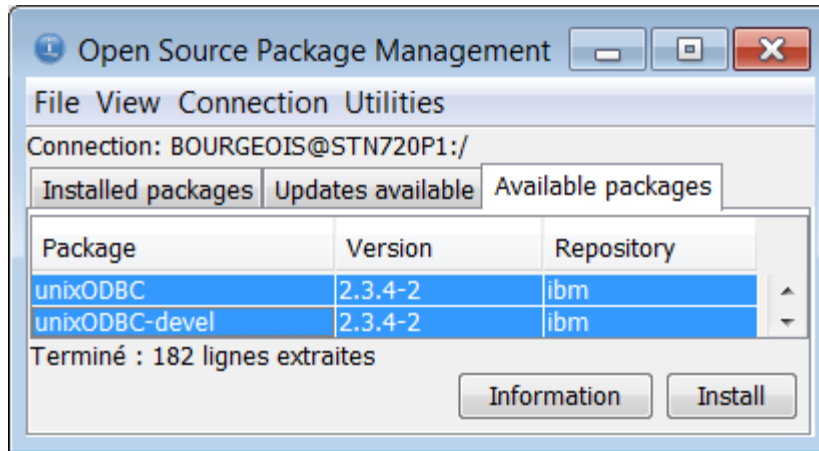 Open Source Package Management
File View Connection Utilities
Connection: BOURGEOIS@STN720P1:/
Installed packages Updates available Available packages
Package Version Repository
unixODBC 2.3.4-2 ibm
unixODBC-devel 2.3.4-2 ibm
Terminé : 182 lignes extraites
Information Install